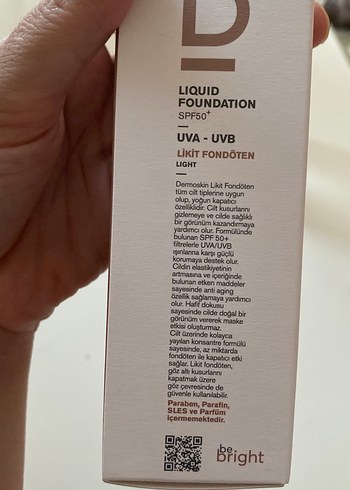 D
LIQUID
FOUNDATION
SPF50+
UVA - UVB
LİKİT FONDÖTEN
LIGHT
Dermoskin Likit Fondöten
tüm cilt tiplerine uygun
olup, yoğun kapatıcı
özelliklidir. Cilt kusurlarını
gizlemeye ve cilde sağlıklı
bir görünüm kazandırmaya
yardımcı olur. Formülünde
bulunan SPF 50+
filtrelerle UVA/UVB
ışınlarına karşı güçlü
korumaya destek olur.
Cildin elastikiyetinin
artmasına ve içeriğinde
bulunan etken maddeler
sayesinde anti aging
özellik sağlamaya yardımcı
olur. Hafif dokusu
sayesinde cilde doğal bir
görünüm vererek maske
etkisi oluşturmaz.
Cilt üzerinde kolayca
yayılan konsantre formülü
sayesinde, az miktarda
fondöten ile kapatıcı etki
sağlar. Likit fondöten,
göz altı kusurlarını
kapatmak üzere
göz çevresinde de
güvenle kullanılabilir.
Paraben, Parafin,
SLES ve Parfüm
içermemektedir.
be
bright